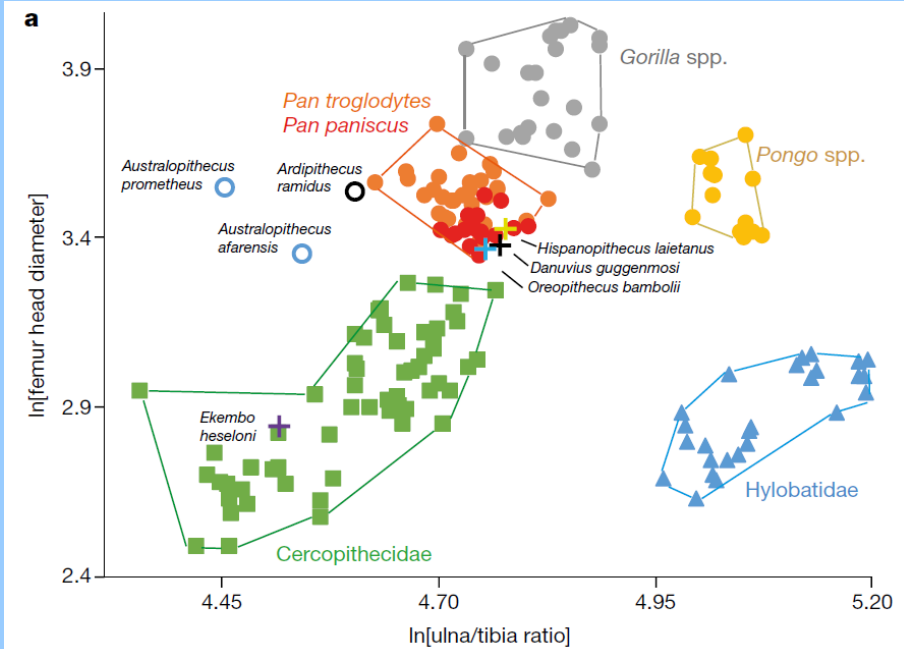 a
Gorilla spp.
3.9
Pan troglodytes
Pan paniscus
Australopithecus
prometheus
Ardipithecus
ramidus
Pongo spp.
Australopithecus
afarensis
3.4
Hispanopithecus laietanus
Danuvius guggenmosi
Oreopithecus bambolii
ln[femur head diameter]
2.9
Ekembo
heseloni
Hylobatidae
Cercopithecidae
2.4
4.45
4.70
4.95
5.20
ln[ulna/tibia ratio]